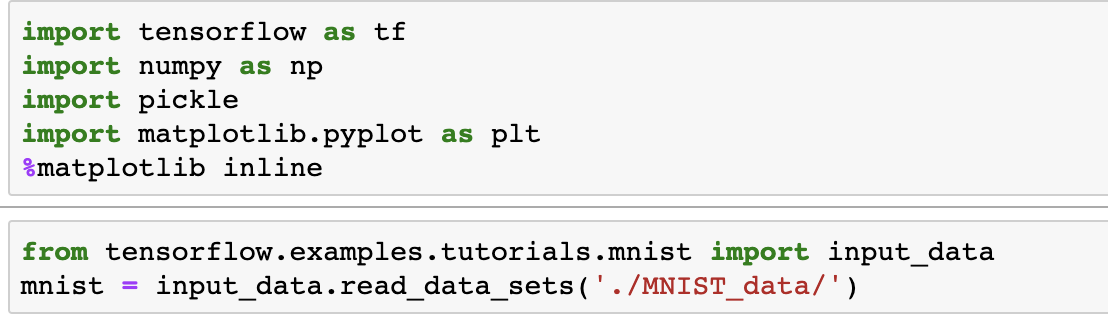 import tensorflow as tf
import numpy as np
import pickle
import matplotlib.pyplot as plt
%matplotlib inline
from tensorflow.examples.tutorials.mnist import input_data
mnist = input_data.read_data_sets('./MNIST_data/')